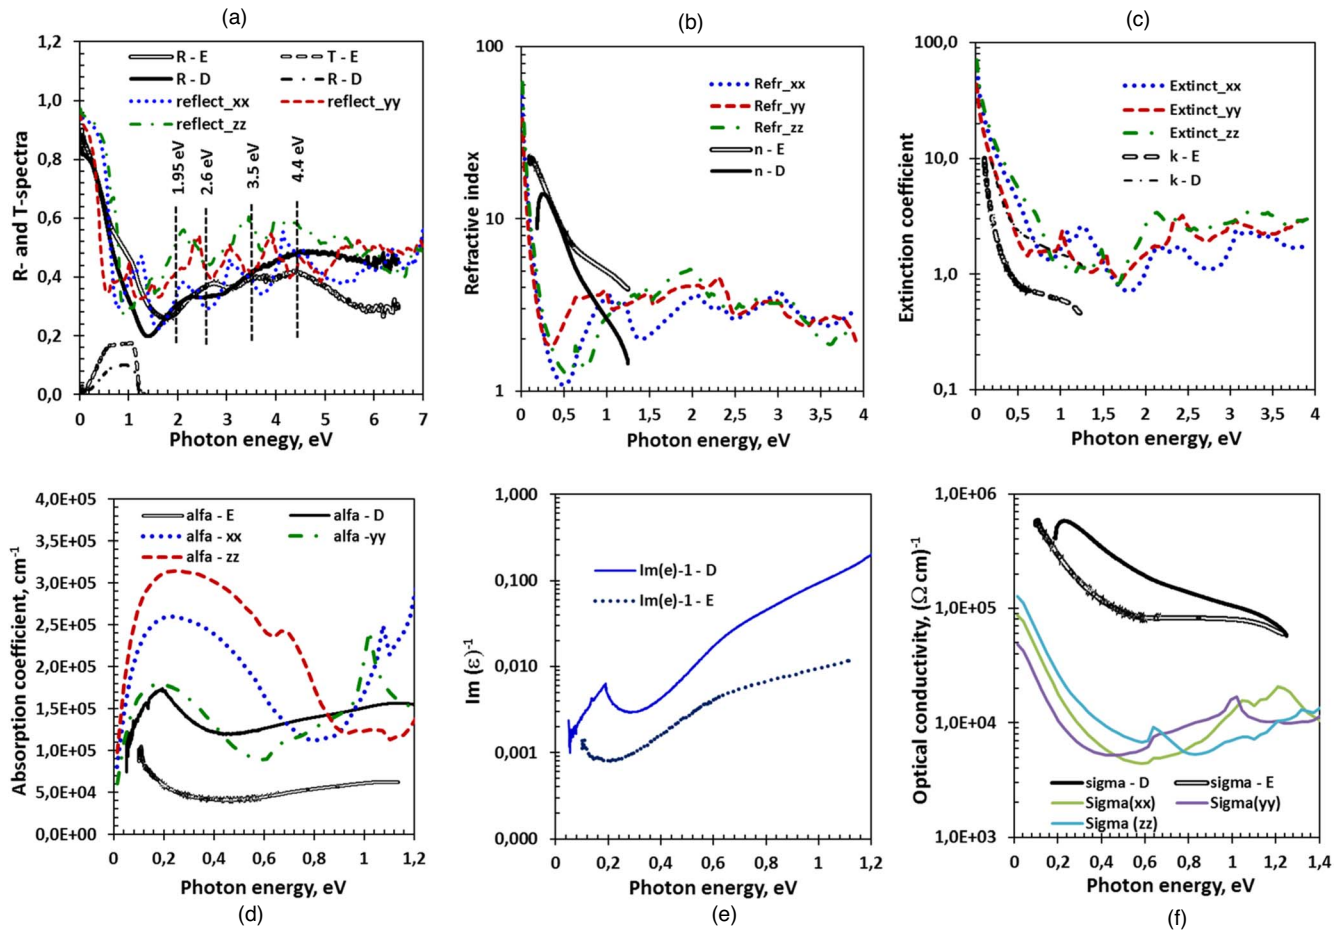 (a)
1,2
1,0
0,8
0,6
0,4
0,2
0,0
R- and T-spectra
R - E
T - E
R - D
R - D
reflect_xx
reflect_yy
reflect_zz
1.95 eV
2.6 eV
3.5 eV
4.4 eV
0 1 2 3 4 5 6 7
Photon enegy, eV
(b)
100
10
1
Refractive index
Refr_xx
Refr_yy
Refr_zz
n - E
n - D
0 0,5 1 1,5 2 2,5 3 3,5 4
Photon energy, eV
(c)
100,0
10,0
1,0
0,1
Extinction coefficient
Extinct_xx
Extinct_yy
Extinct_zz
k - E
k - D
0 0,5 1 1,5 2 2,5 3 3,5 4
Photon energy, eV
4,0E+05
3,5E+05
3,0E+05
2,5E+05
2,0E+05
1,5E+05
1,0E+05
5,0E+04
0,0E+00
Absorption coefficient, cm-1
alfa - E
alfa - D
alfa - xx
alfa -yy
alfa - zz
0 0,2 0,4 0,6 0,8 1 1,2
Photon energy, eV
(d)
1,000
0,100
0,010
0,001
0,000
Im (ε)-1
Im(e)-1 - D
Im(e)-1 - E
0 0,2 0,4 0,6 0,8 1 1,2
Photon energy, eV
(e)
1,0E+06
1,0E+05
1,0E+04
1,0E+03
Optical conductivity, (Ω cm)-1
sigma - D
sigma - E
Sigma(xx)
Sigma(yy)
Sigma (zz)
0 0,2 0,4 0,6 0,8 1 1,2 1,4
Photon energy, eV
(f)